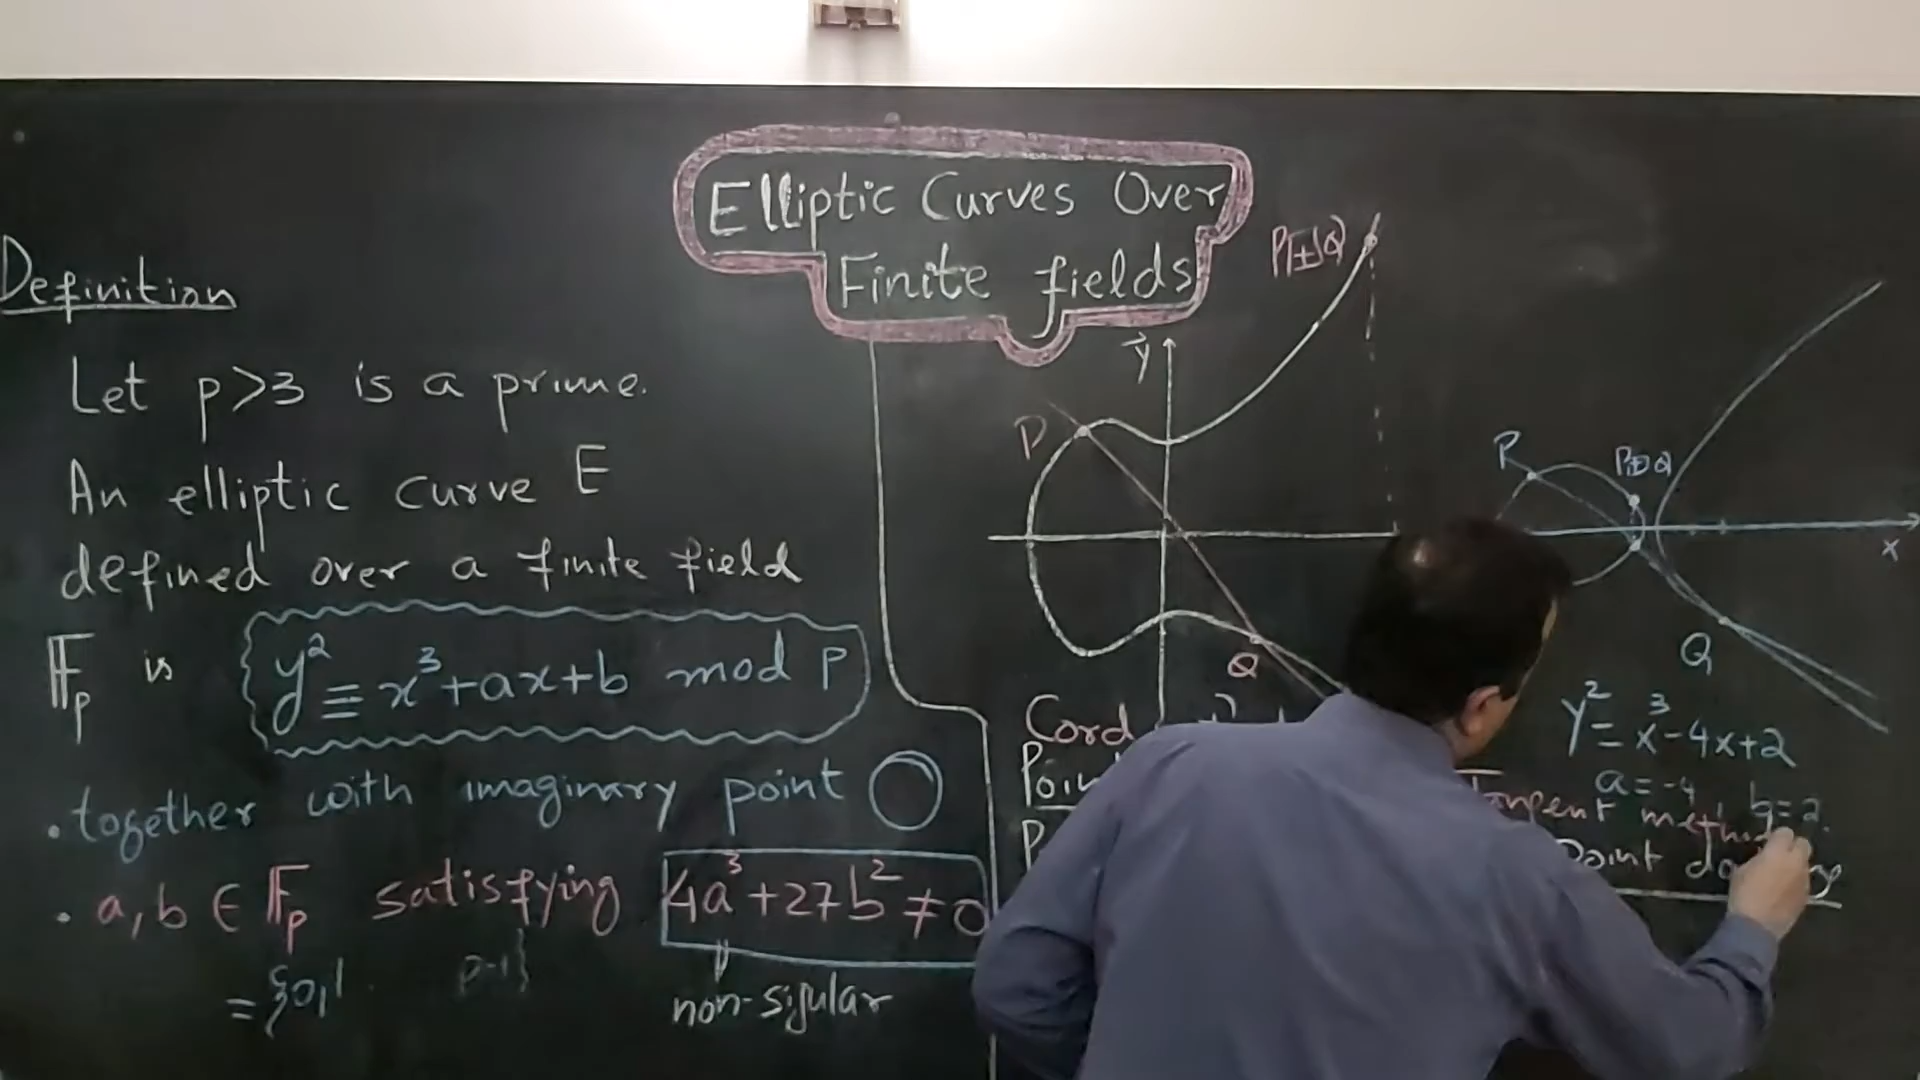 Elliptic Curves Over
Finite fields
Definition
Let p>3 is a prime.
An elliptic curve E
defined over a finite field
𝔽p is y² ≡ x³+ax+b mod p
• together with imaginary point O
• a, b ∈ 𝔽p satisfying 4a³+27b² ≠ 0
= {0,1 p-1}
non-sigular
P⊞Q
y
P
Q
Cord
P
P⊞Q
x
Q
y² = x³-4x+2
a=-4 b=2.
Tangent method
Point